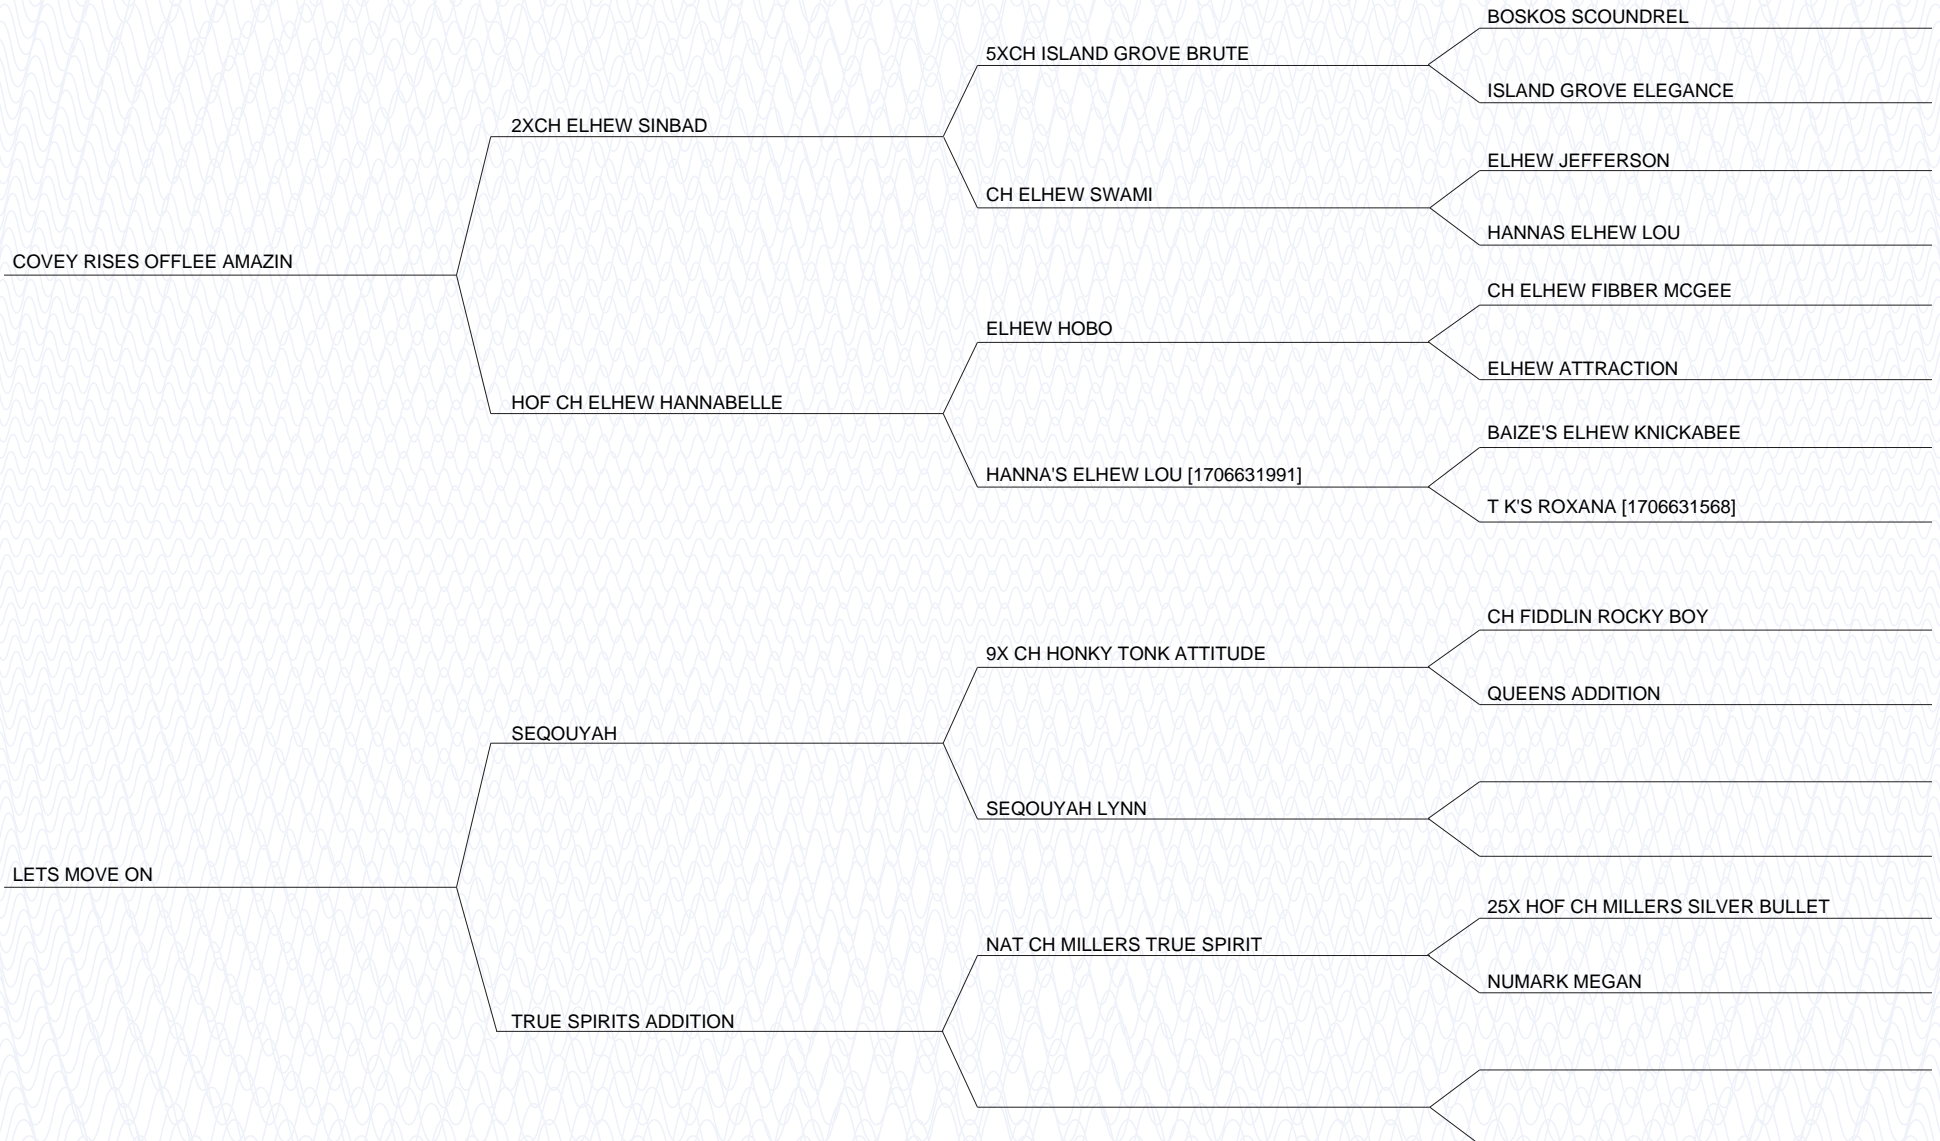 BOSKOS SCOUNDREL
5XCH ISLAND GROVE BRUTE
ISLAND GROVE ELEGANCE
2XCH ELHEW SINBAD
ELHEW JEFFERSON
CH ELHEW SWAMI
HANNAS ELHEW LOU
COVEY RISES OFFLEE AMAZIN
CH ELHEW FIBBER MCGEE
ELHEW HOBO
ELHEW ATTRACTION
HOF CH ELHEW HANNABELLE
BAIZE'S ELHEW KNICKABEE
HANNA'S ELHEW LOU [1706631991]
T K'S ROXANA [1706631568]
CH FIDDLIN ROCKY BOY
9X CH HONKY TONK ATTITUDE
QUEENS ADDITION
SEQOUYAH
SEQOUYAH LYNN
LETS MOVE ON
25X HOF CH MILLERS SILVER BULLET
NAT CH MILLERS TRUE SPIRIT
NUMARK MEGAN
TRUE SPIRITS ADDITION